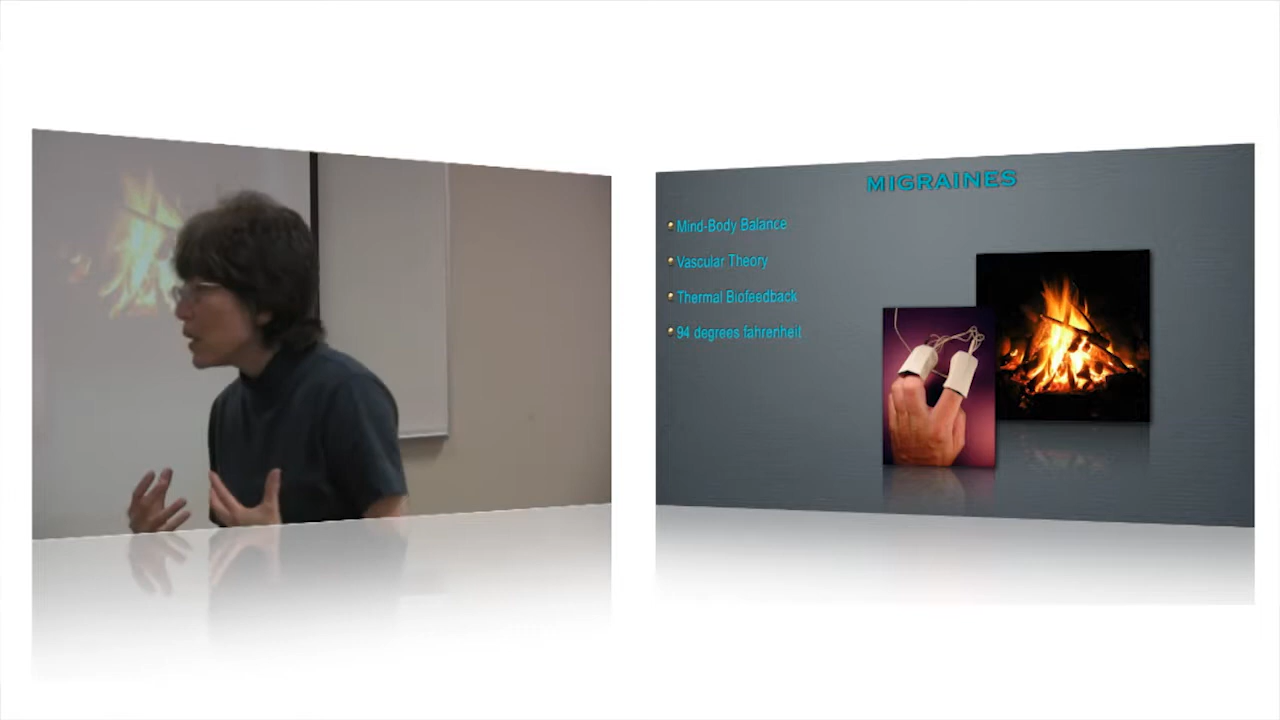 MIGRAINES
Mind-Body Balance
Vascular Theory
Thermal Biofeedback
94 degrees fahrenheit